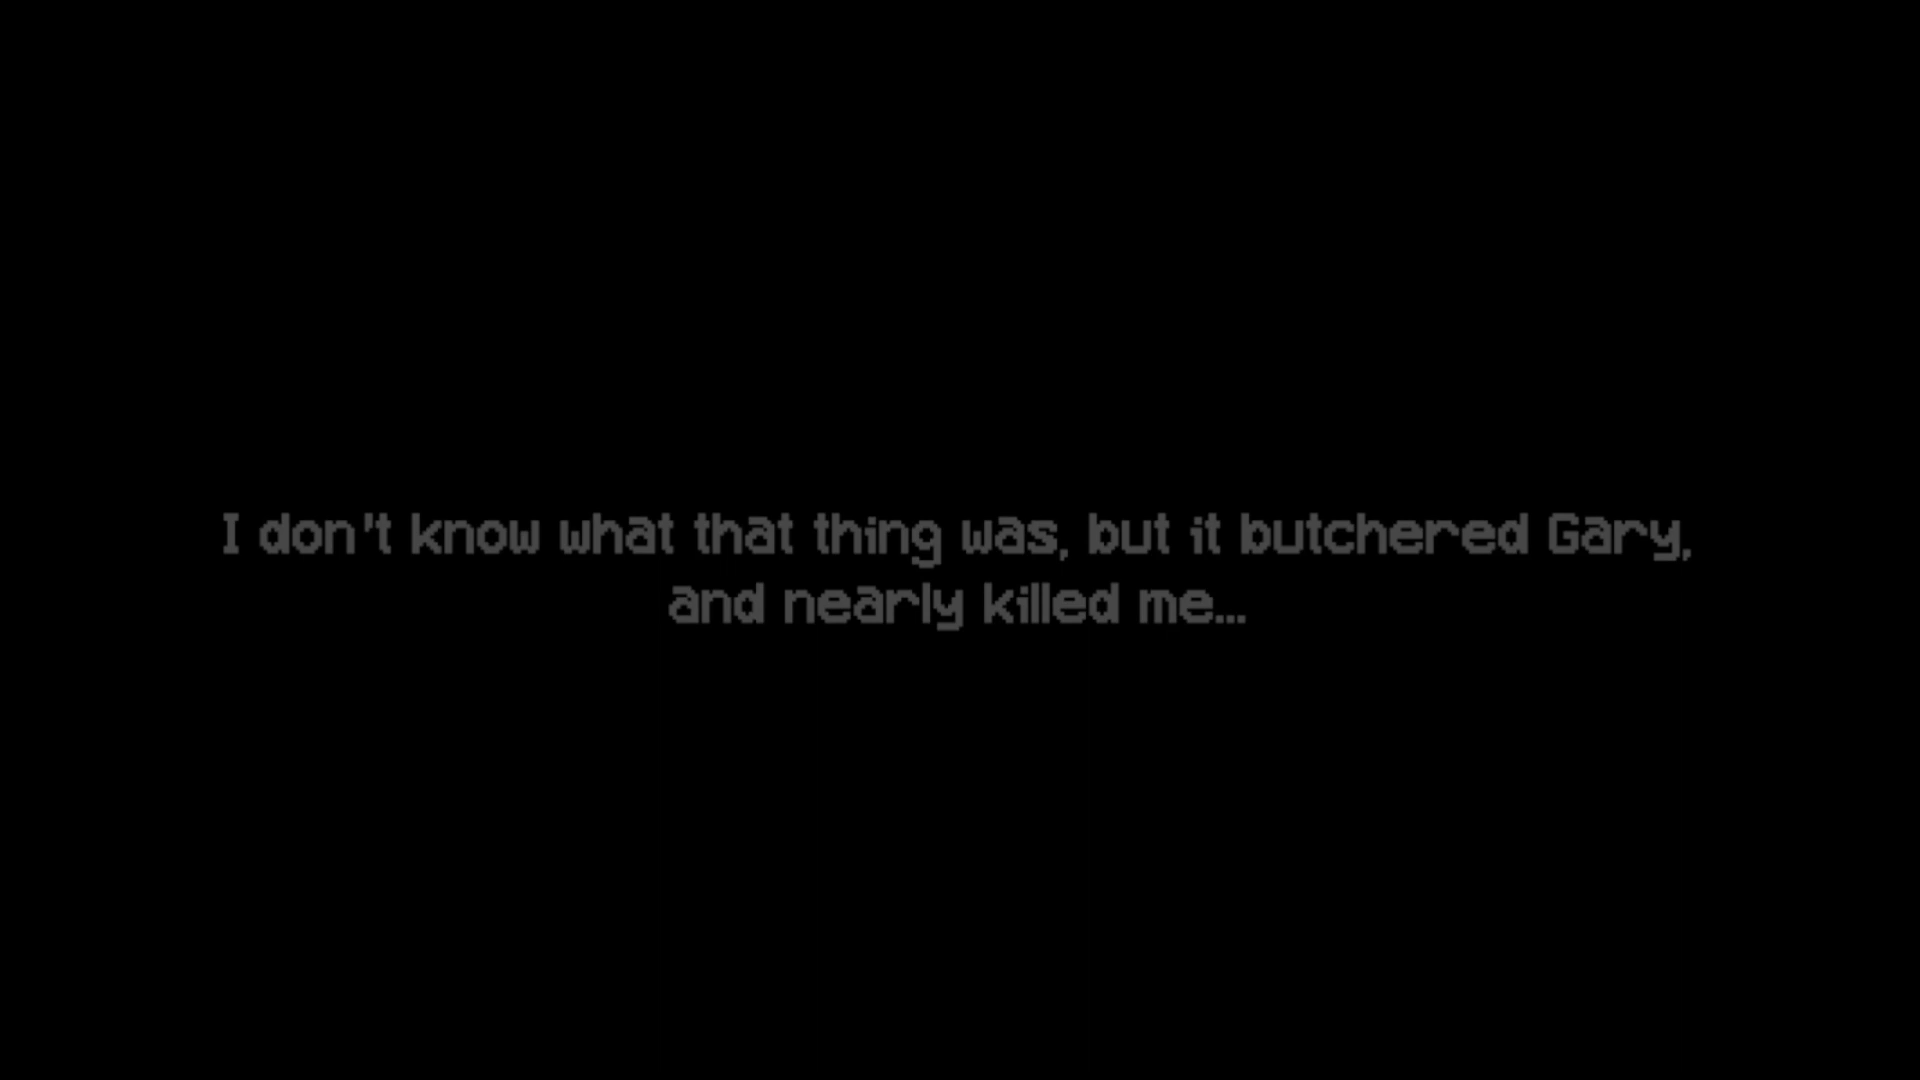 I don't know what that thing was, but it butchered Gary,
and nearly killed me...